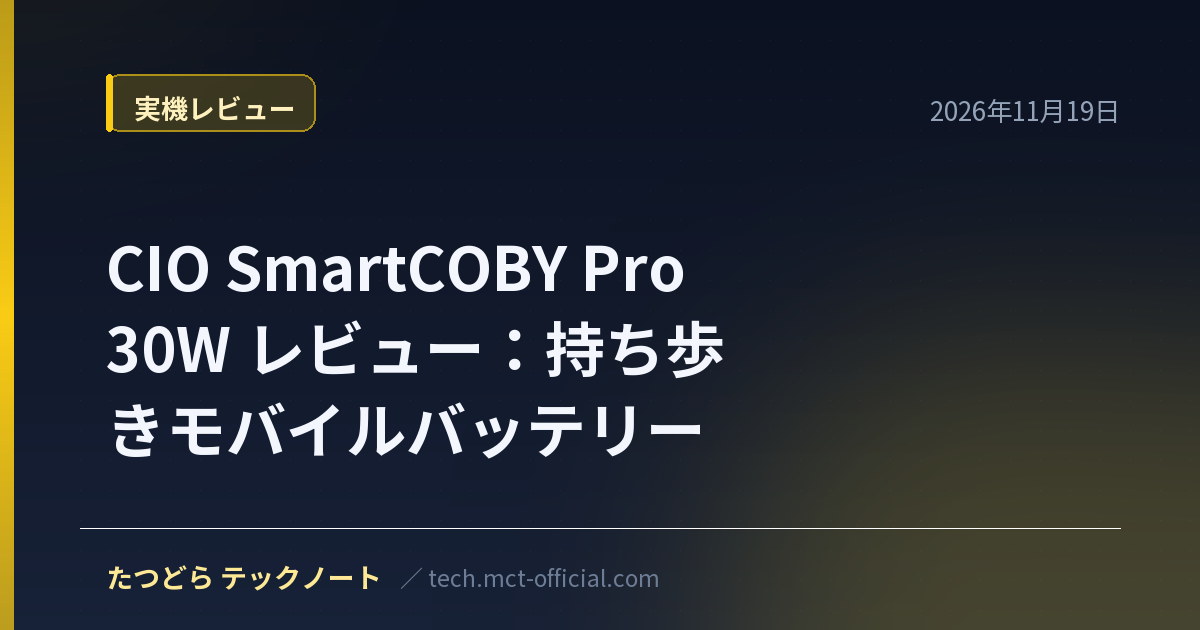 実機レビュー
2026年11月19日
CIO SmartCOBY Pro
30W レビュー：持ち歩
きモバイルバッテリー
たつどら テックノート ／ tech.mct-official.com